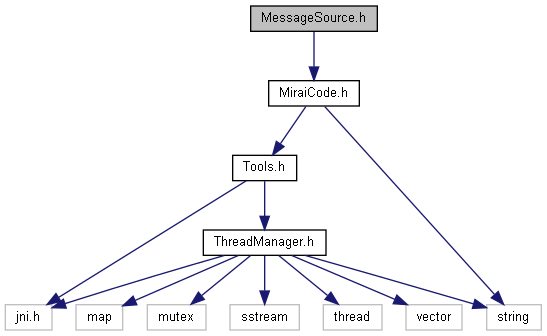 MessageSource.h
MiraiCode.h
Tools.h
ThreadManager.h
jni.h
map
mutex
sstream
thread
vector
string